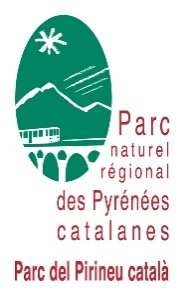 Parc
naturel
régional
des Pyrénées
catalanes
Parc del Pirineu català